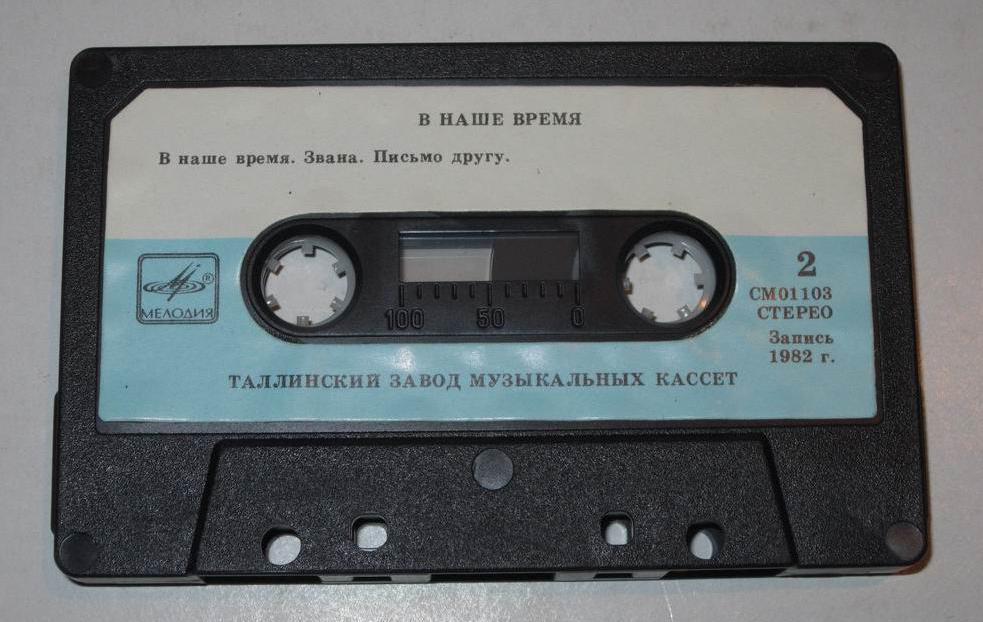 В НАШЕ ВРЕМЯ
В наше время. Звана. Письмо другу.
2
СМ01103
СТЕРЕО
Запись
1982 г.
®
МЕЛОДИЯ
100 50 0
ТАЛЛИНСКИЙ ЗАВОД МУЗЫКАЛЬНЫХ КАССЕТ